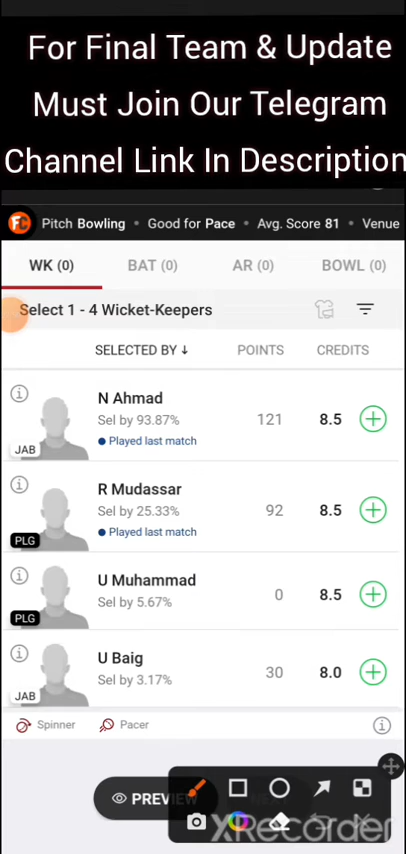 For Final Team & Update
Must Join Our Telegram
Channel Link In Description
FC Pitch Bowling • Good for Pace • Avg. Score 81 • Venue
WK (0) BAT (0) AR (0) BOWL (0)
Select 1 - 4 Wicket-Keepers
SELECTED BY ↓ POINTS CREDITS
N Ahmad
Sel by 93.87% 121 8.5
Played last match
JAB
R Mudassar
Sel by 25.33% 92 8.5
Played last match
PLG
U Muhammad
Sel by 5.67% 0 8.5
PLG
U Baig
Sel by 3.17% 30 8.0
JAB
Spinner Pacer
PREVIEW NEXT
XRecorder